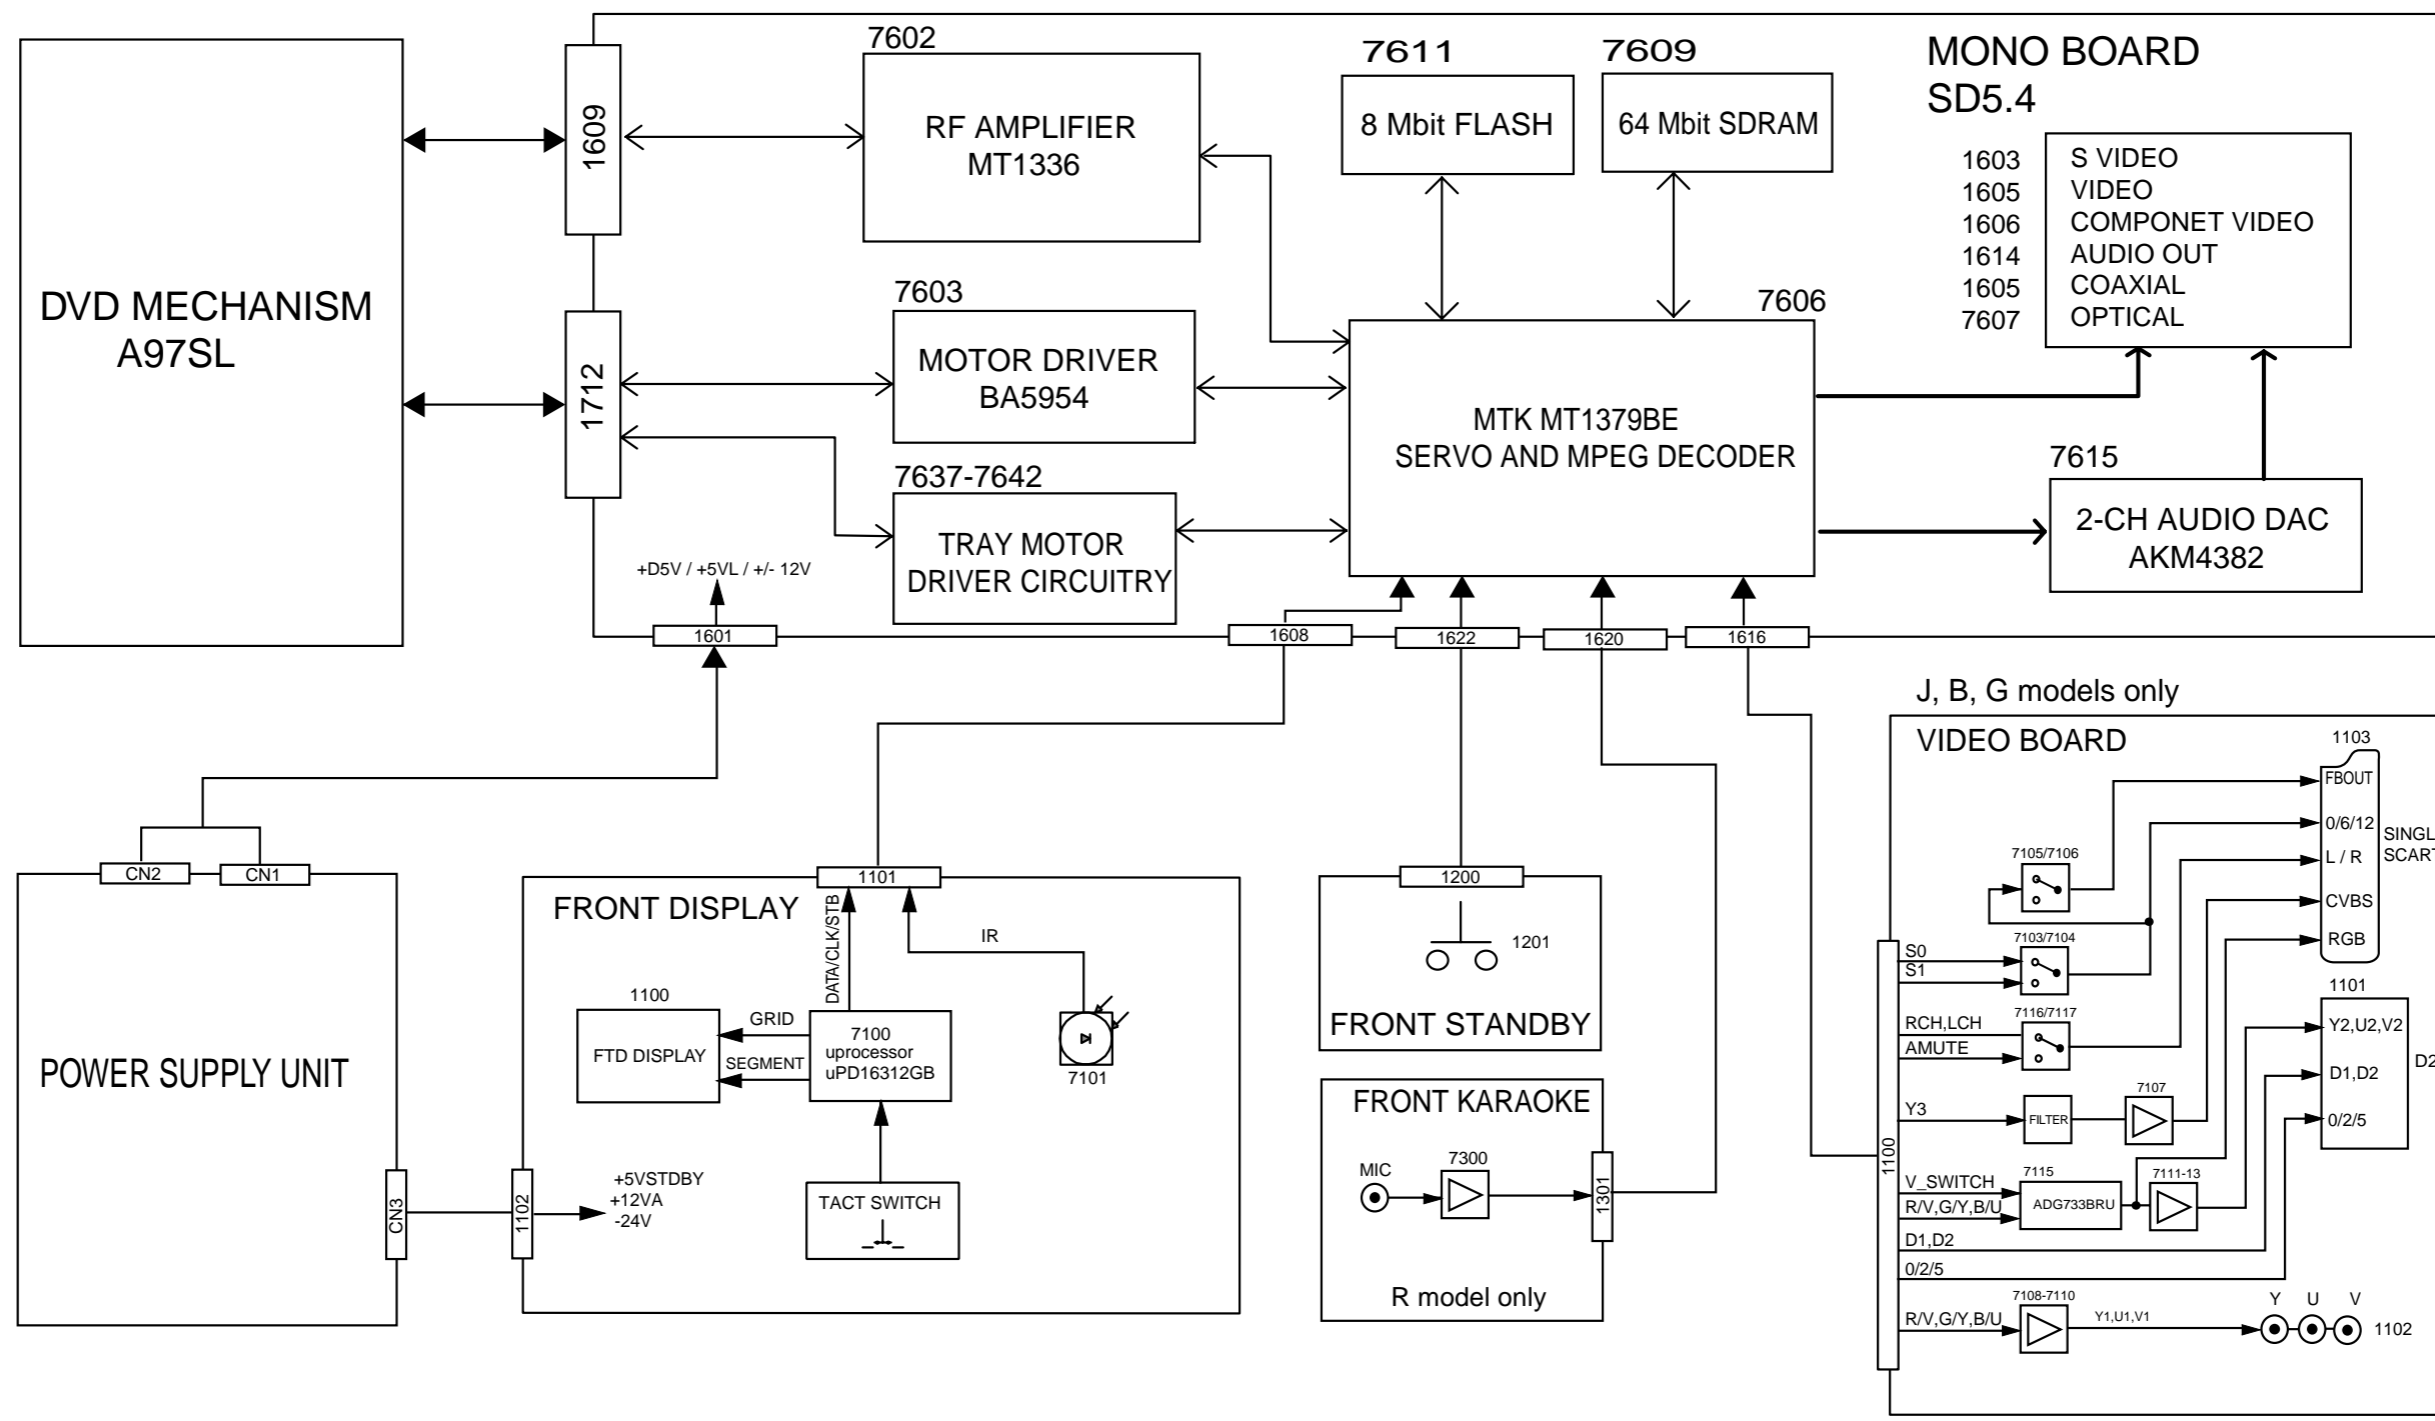 7602
7611
7609
MONO BOARD
SD5.4
1609
RF AMPLIFIER
MT1336
8 Mbit FLASH
64 Mbit SDRAM
1603 S VIDEO
1605 VIDEO
1606 COMPONET VIDEO
1614 AUDIO OUT
1605 COAXIAL
7607 OPTICAL
DVD MECHANISM
A97SL
7603
7606
1712
MOTOR DRIVER
BA5954
MTK MT1379BE
SERVO AND MPEG DECODER
7615
7637-7642
2-CH AUDIO DAC
AKM4382
TRAY MOTOR
DRIVER CIRCUITRY
+D5V / +5VL / +/- 12V
1601
1608
1622
1620
1616
J, B, G models only
VIDEO BOARD
1103
FBOUT
0/6/12
L / R
CVBS
RGB
7105/7106
7103/7104
S0
S1
1101
7116/7117
RCH,LCH
AMUTE
Y2,U2,V2
D1,D2
0/2/5
7107
Y3
FILTER
1100
V_SWITCH
R/V,G/Y,B/U
7115
ADG733BRU
7111-13
D1,D2
0/2/5
7108-7110
R/V,G/Y,B/U
Y1,U1,V1
Y U V
1102
CN2
CN1
POWER SUPPLY UNIT
CN3
1101
FRONT DISPLAY
DATA/CLK/STB
IR
1100
FTD DISPLAY
GRID
SEGMENT
7100
uprocessor
uPD16312GB
7101
1102
+5VSTDBY
+12VA
-24V
TACT SWITCH
1200
1201
FRONT STANDBY
FRONT KARAOKE
MIC
7300
1301
R model only